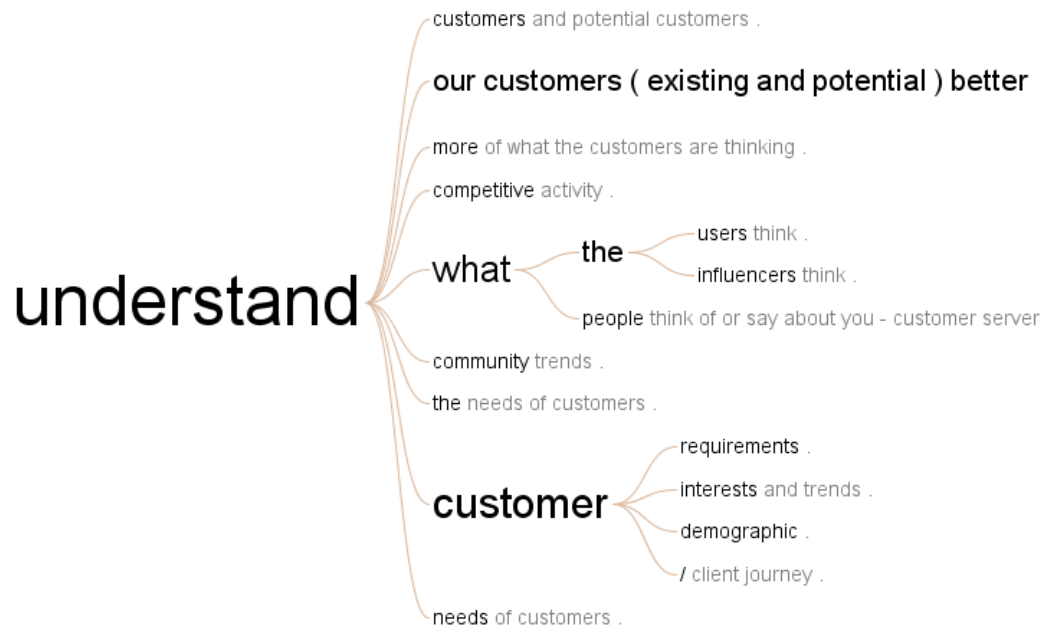 understand
customers and potential customers .
our customers ( existing and potential ) better
more of what the customers are thinking .
competitive activity .
what
the
users think .
influencers think .
people think of or say about you - customer server
community trends .
the needs of customers .
customer
requirements .
interests and trends .
demographic .
/ client journey .
needs of customers .